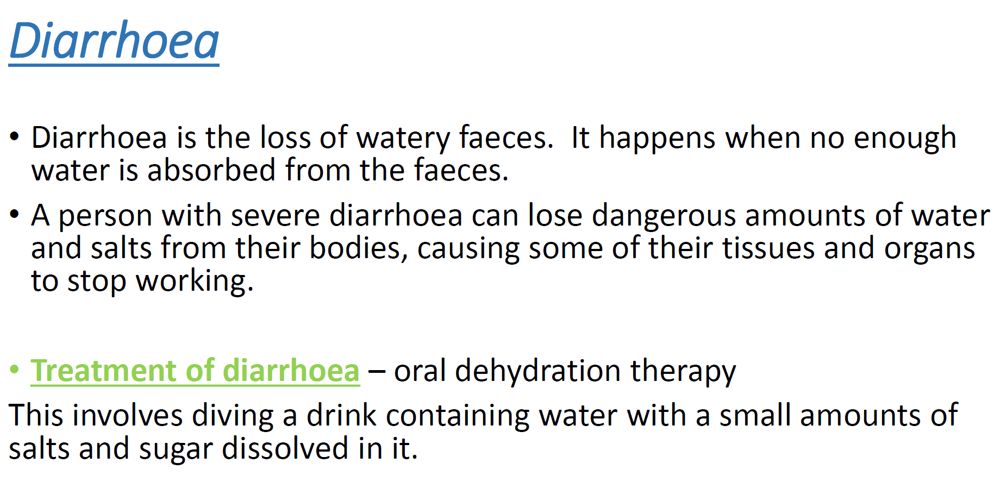 Diarrhoea
• Diarrhoea is the loss of watery faeces.  It happens when no enough
water is absorbed from the faeces.
• A person with severe diarrhoea can lose dangerous amounts of water
and salts from their bodies, causing some of their tissues and organs
to stop working.
• Treatment of diarrhoea – oral dehydration therapy
This involves diving a drink containing water with a small amounts of
salts and sugar dissolved in it.